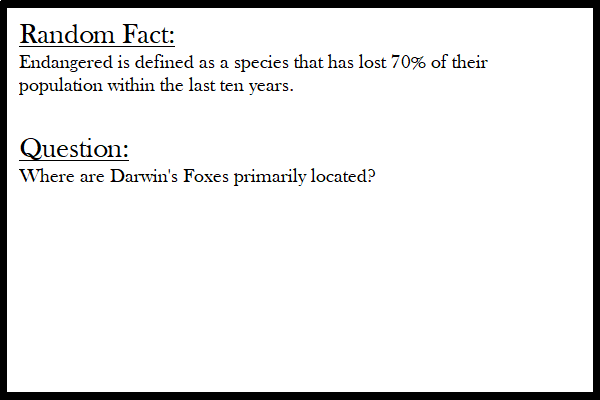 Random Fact:
Endangered is defined as a species that has lost 70% of their
population within the last ten years.
Question:
Where are Darwin's Foxes primarily located?